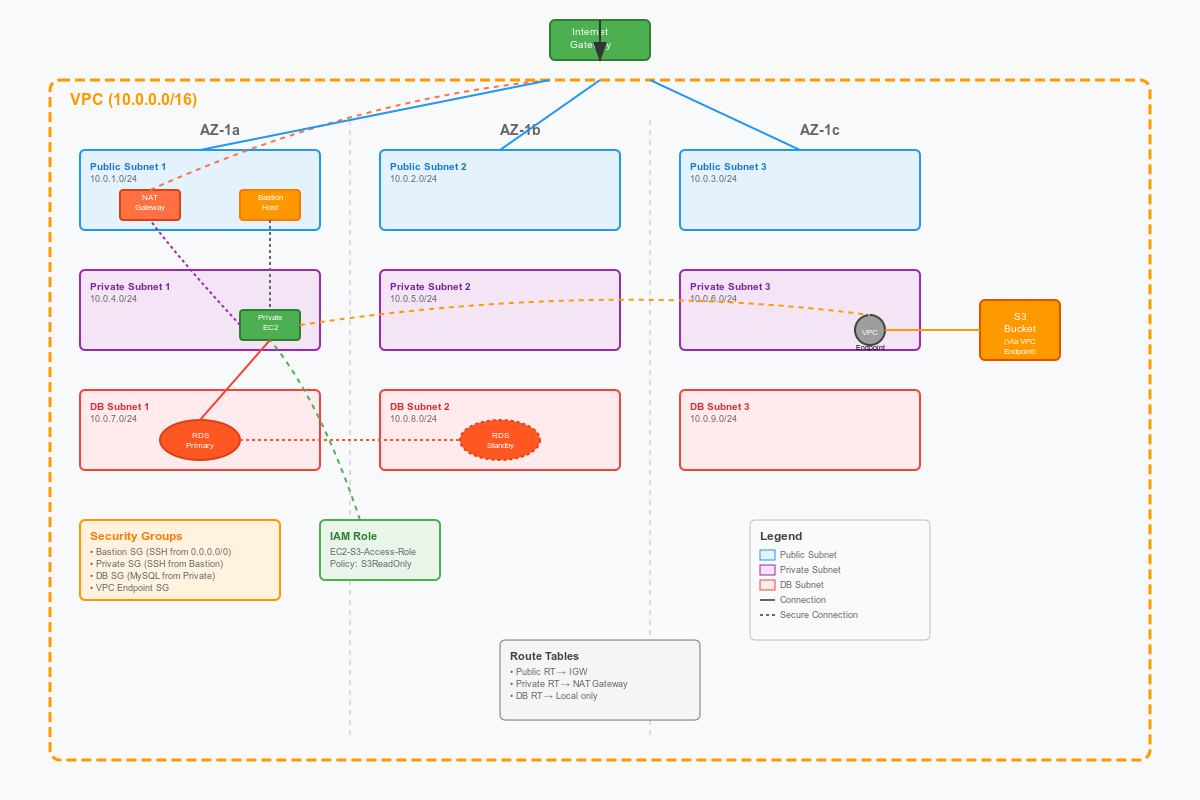 Internet
Gateway
VPC (10.0.0.0/16)
AZ-1a
AZ-1b
AZ-1c
Public Subnet 1
10.0.1.0/24
NAT
Gateway
Bastion
Host
Public Subnet 2
10.0.2.0/24
Public Subnet 3
10.0.3.0/24
Private Subnet 1
10.0.4.0/24
Private
EC2
Private Subnet 2
10.0.5.0/24
Private Subnet 3
10.0.6.0/24
VPC
Endpoint
S3
Bucket
(Via VPC
Endpoint)
DB Subnet 1
10.0.7.0/24
RDS
Primary
DB Subnet 2
10.0.8.0/24
RDS
Standby
DB Subnet 3
10.0.9.0/24
Security Groups
• Bastion SG (SSH from 0.0.0.0/0)
• Private SG (SSH from Bastion)
• DB SG (MySQL from Private)
• VPC Endpoint SG
IAM Role
EC2-S3-Access-Role
Policy: S3ReadOnly
Legend
Public Subnet
Private Subnet
DB Subnet
Connection
Secure Connection
Route Tables
• Public RT → IGW
• Private RT → NAT Gateway
• DB RT → Local only